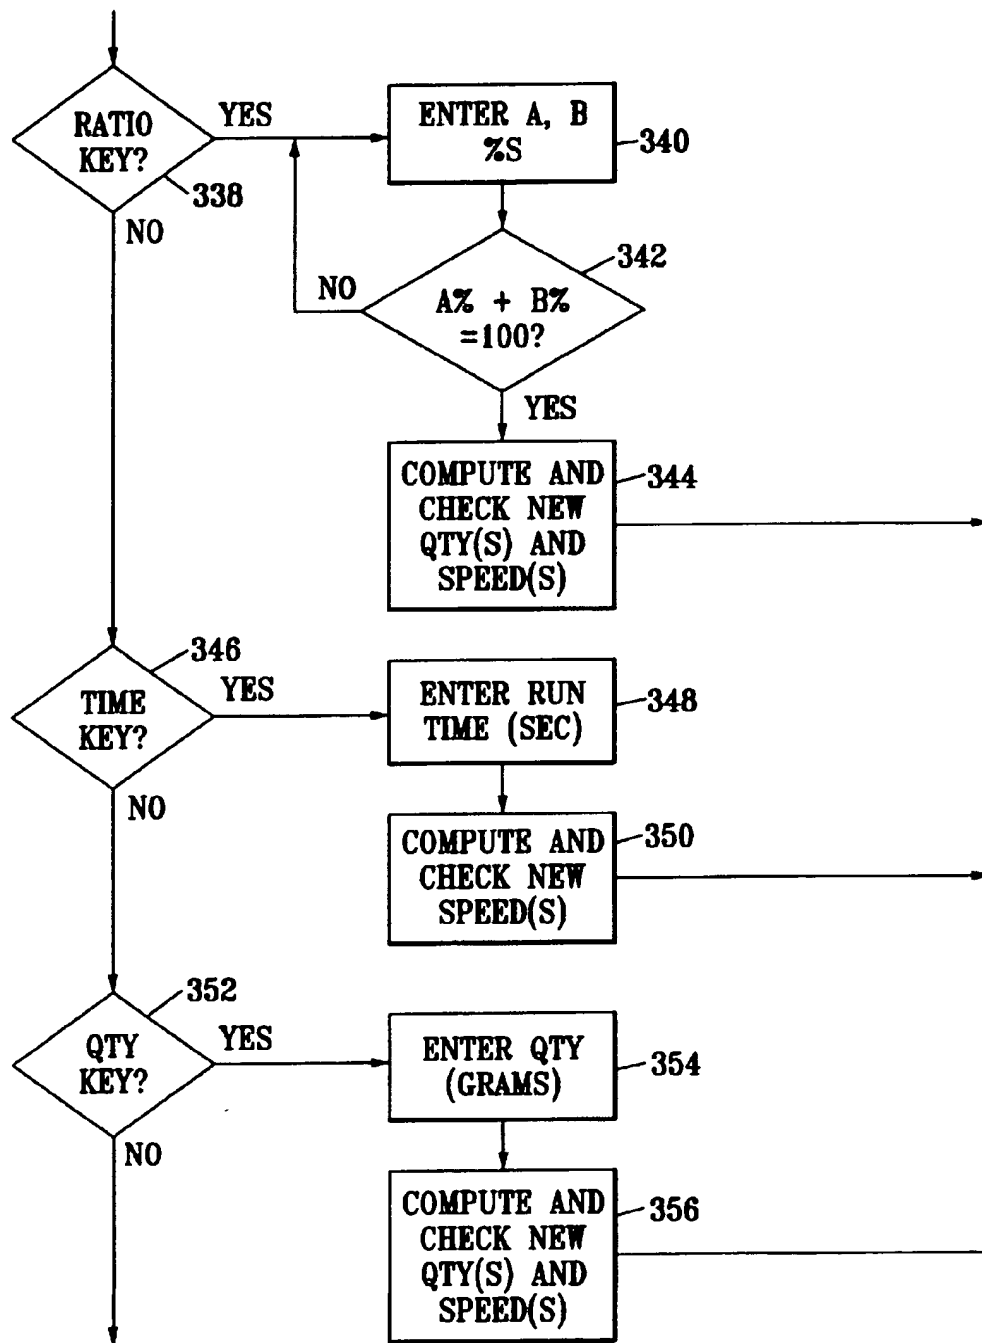 RATIO
KEY?
YES
338
NO
ENTER A, B
%S
340
342
A% + B%
=100?
NO
YES
COMPUTE AND
CHECK NEW
QTY(S) AND
SPEED(S)
344
346
TIME
KEY?
YES
NO
ENTER RUN
TIME (SEC)
348
COMPUTE AND
CHECK NEW
SPEED(S)
350
352
QTY
KEY?
YES
NO
ENTER QTY
(GRAMS)
354
COMPUTE AND
CHECK NEW
QTY(S) AND
SPEED(S)
356